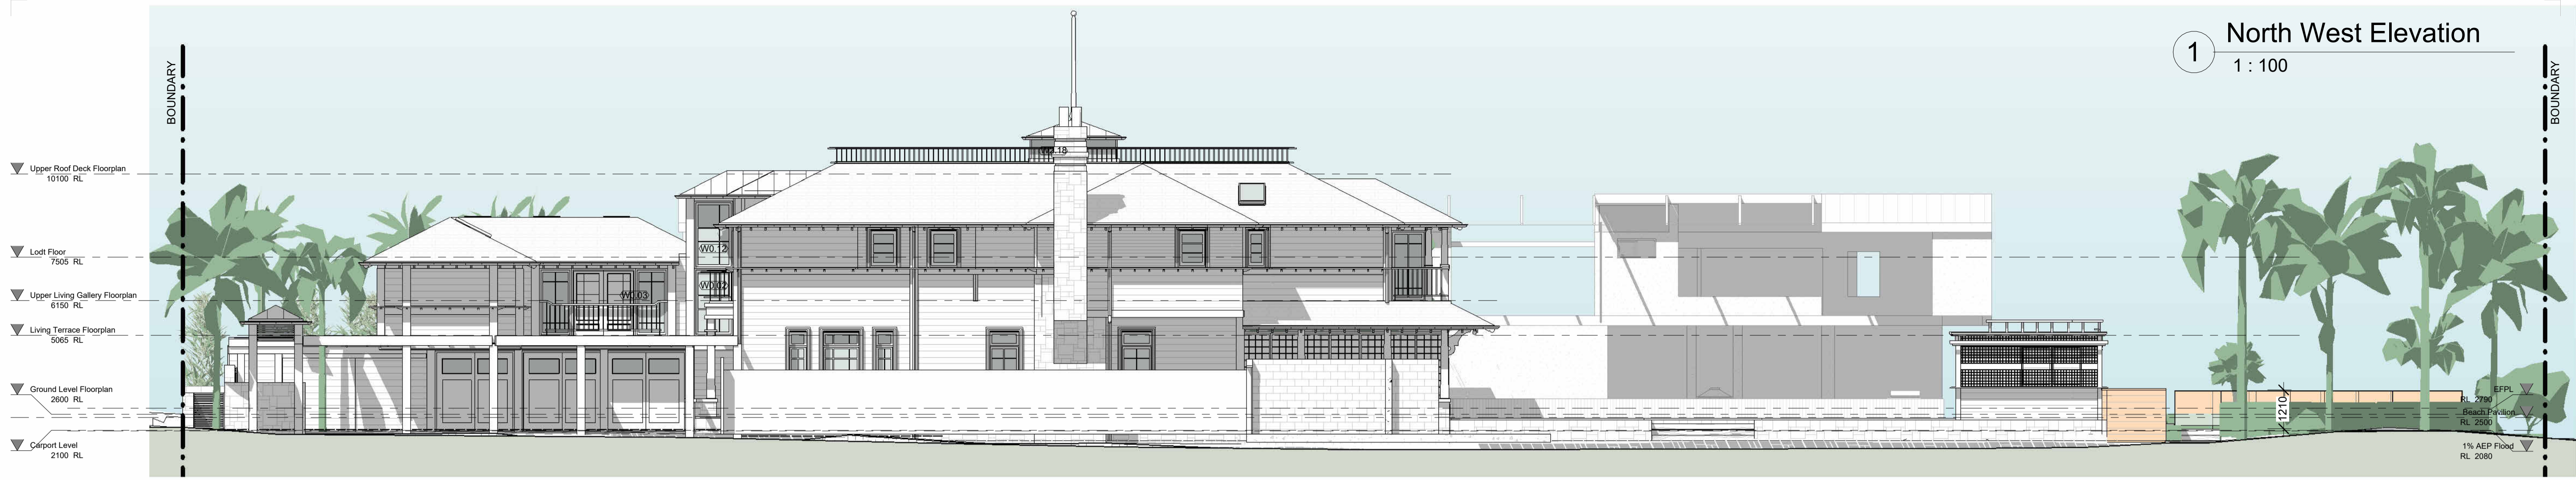 North West Elevation
1
1 : 100
BOUNDARY
BOUNDARY
Upper Roof Deck Floorplan
10100 RL
Lodt Floor
7505 RL
Upper Living Gallery Floorplan
6150 RL
Living Terrace Floorplan
5065 RL
Ground Level Floorplan
2600 RL
Carport Level
2100 RL
W0.18
W0.12
W0.02
W0.03
1210
EFPL
RL 2790
Beach Pavilion
RL 2500
1% AEP Flood
RL 2080